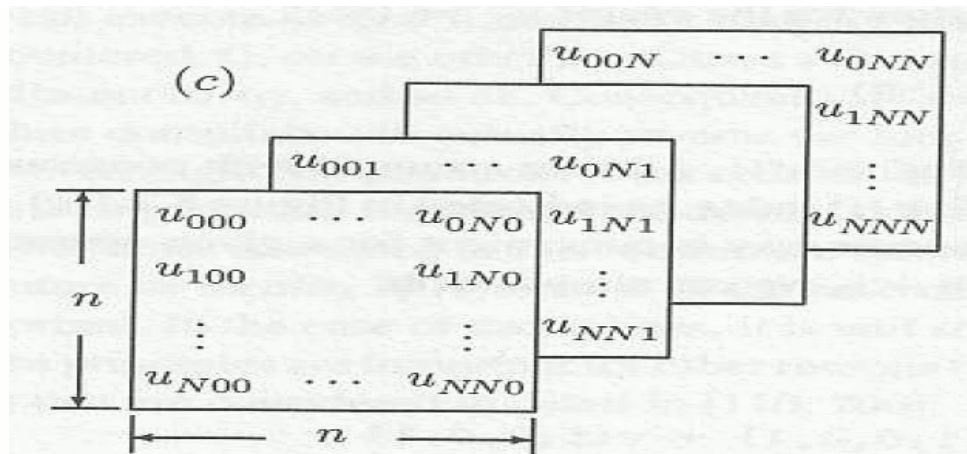 (c)
u₀₀N ··· u₀NN
u₁NN
⋮
uNNN
u₀₀₁ ··· u₀N₁
u₁N₁
⋮
uNN₁
u₀₀₀ ··· u₀N₀
u₁₀₀ u₁N₀
⋮ ⋮
uN₀₀ ··· uNN₀
n
n